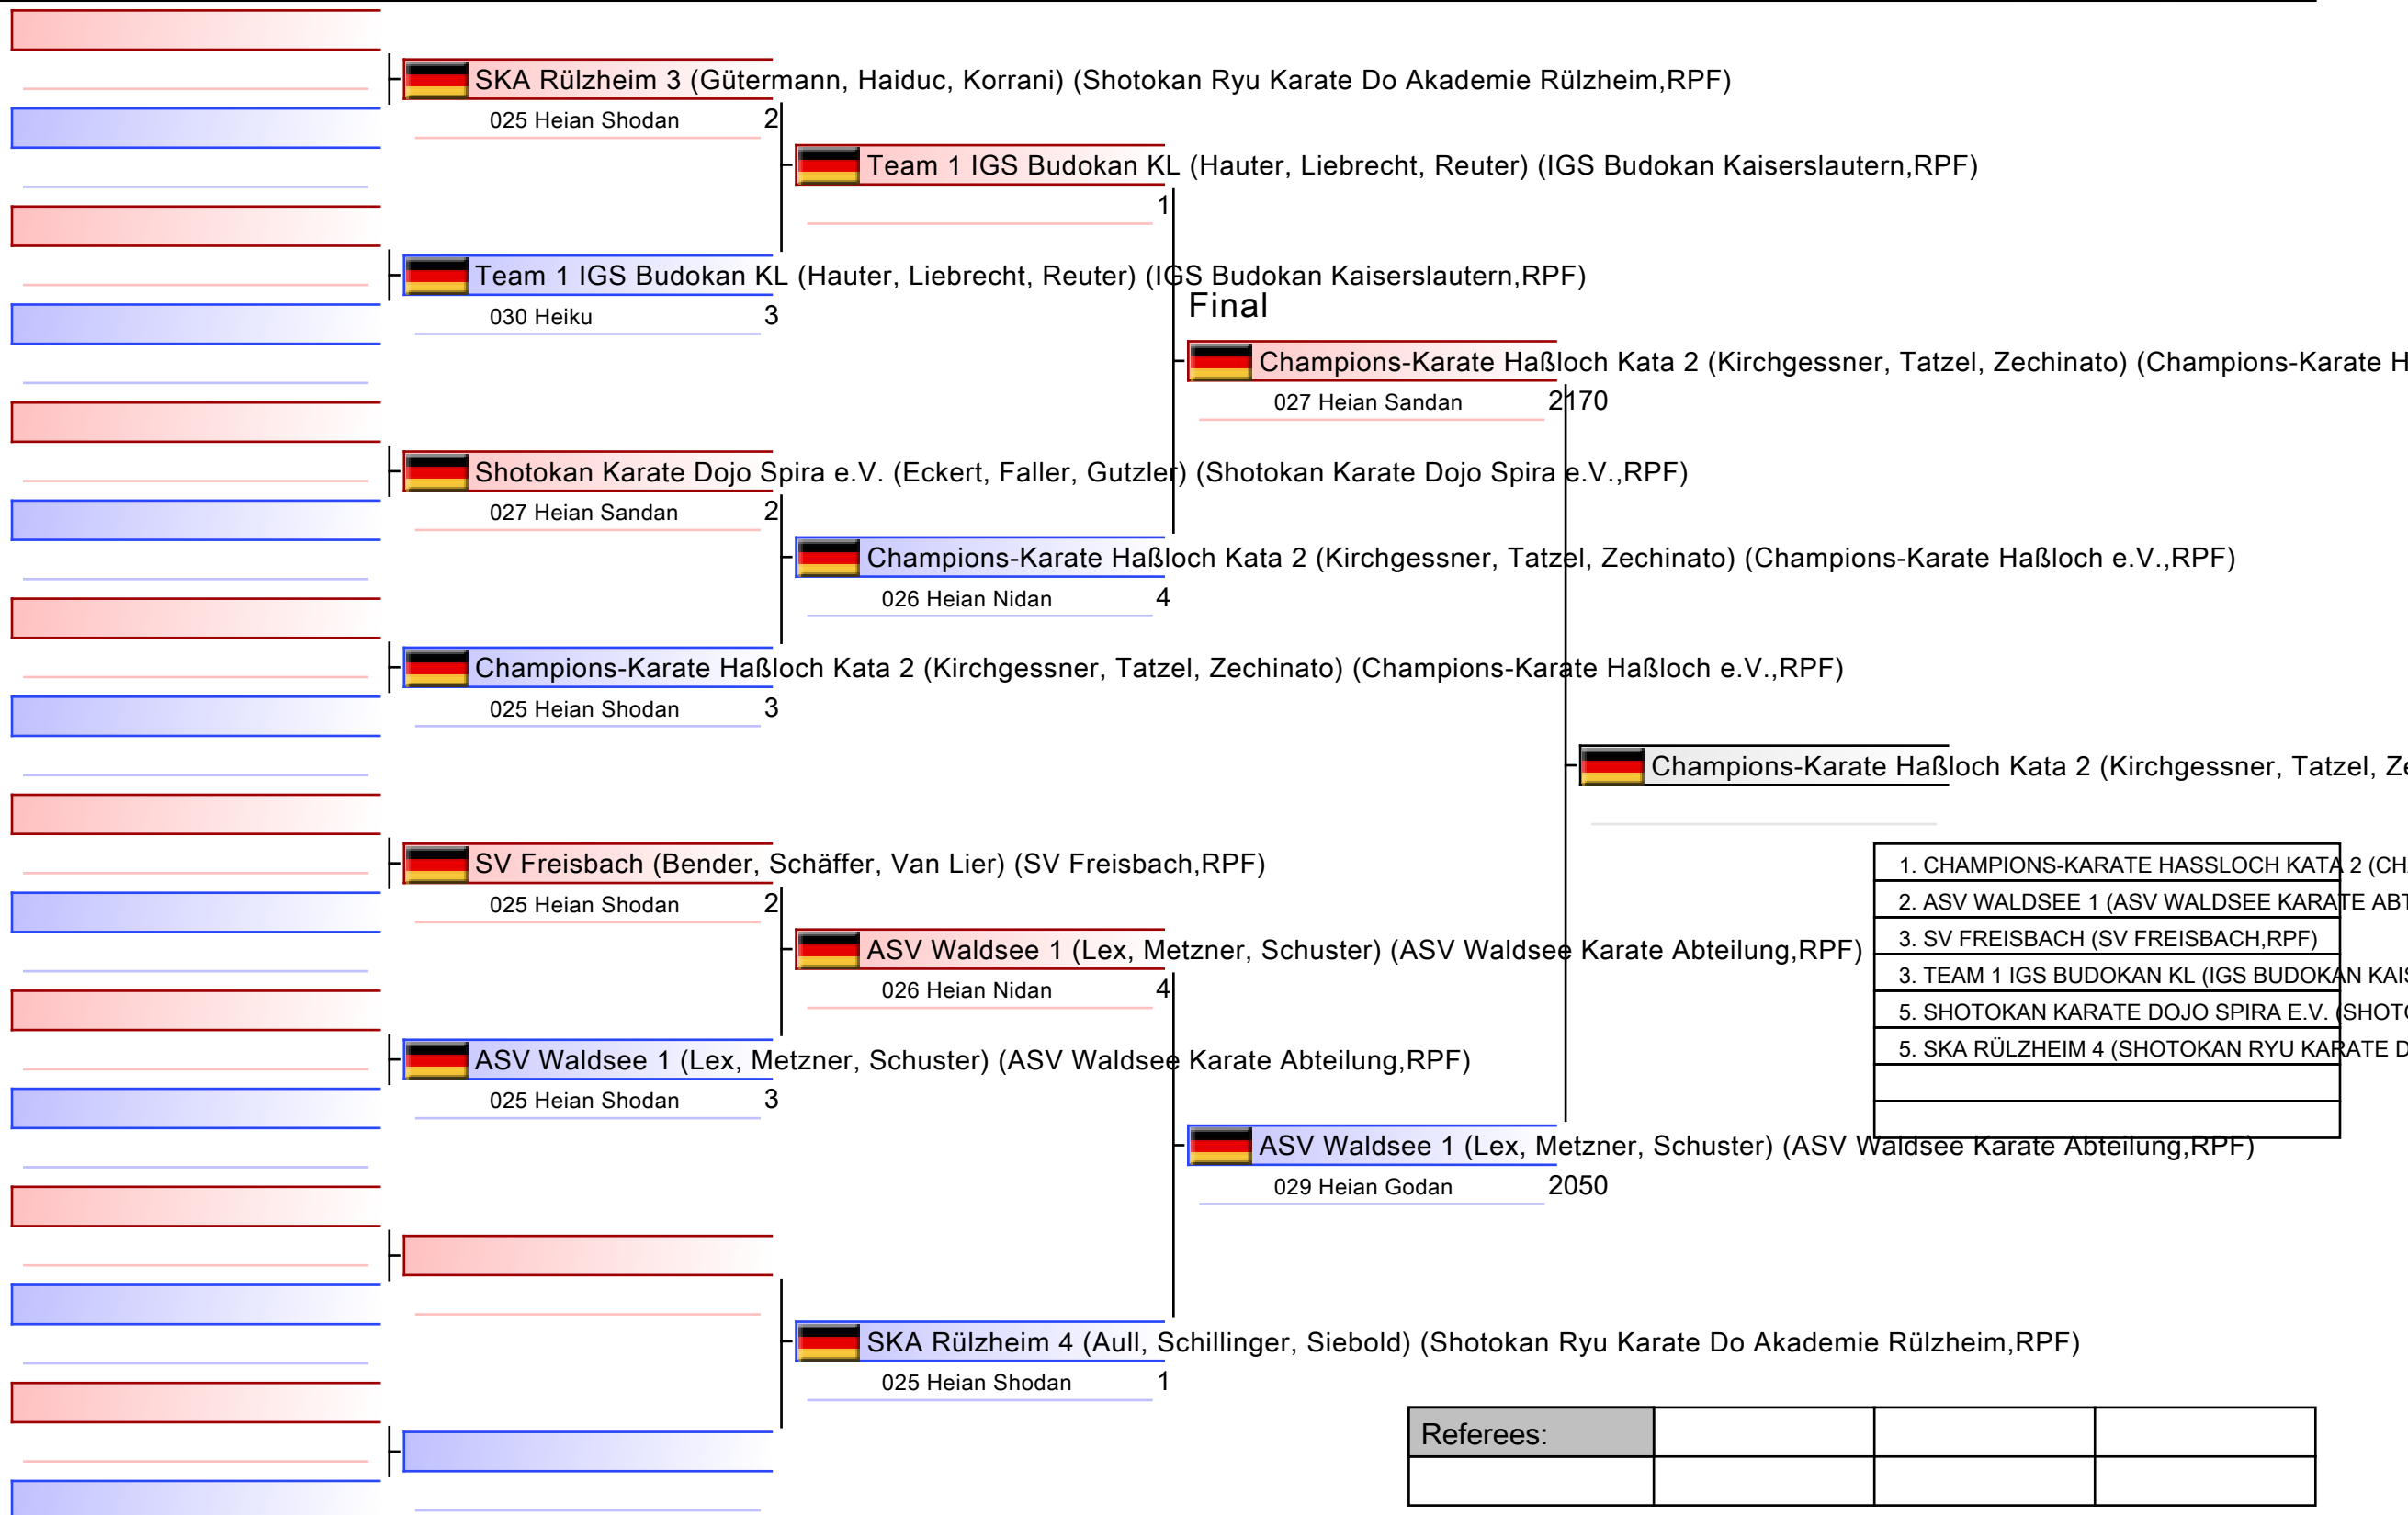 SKA Rülzheim 3 (Gütermann, Haiduc, Korrani) (Shotokan Ryu Karate Do Akademie Rülzheim,RPF)
025 Heian Shodan 2
Team 1 IGS Budokan KL (Hauter, Liebrecht, Reuter) (IGS Budokan Kaiserslautern,RPF)
1
Team 1 IGS Budokan KL (Hauter, Liebrecht, Reuter) (IGS Budokan Kaiserslautern,RPF)
030 Heiku 3
Final
Champions-Karate Haßloch Kata 2 (Kirchgessner, Tatzel, Zechinato) (Champions-Karate H
027 Heian Sandan 2170
Shotokan Karate Dojo Spira e.V. (Eckert, Faller, Gutzler) (Shotokan Karate Dojo Spira e.V.,RPF)
027 Heian Sandan 2
Champions-Karate Haßloch Kata 2 (Kirchgessner, Tatzel, Zechinato) (Champions-Karate Haßloch e.V.,RPF)
026 Heian Nidan 4
Champions-Karate Haßloch Kata 2 (Kirchgessner, Tatzel, Zechinato) (Champions-Karate Haßloch e.V.,RPF)
025 Heian Shodan 3
Champions-Karate Haßloch Kata 2 (Kirchgessner, Tatzel, Ze
SV Freisbach (Bender, Schäffer, Van Lier) (SV Freisbach,RPF)
025 Heian Shodan 2
ASV Waldsee 1 (Lex, Metzner, Schuster) (ASV Waldsee Karate Abteilung,RPF)
026 Heian Nidan 4
ASV Waldsee 1 (Lex, Metzner, Schuster) (ASV Waldsee Karate Abteilung,RPF)
025 Heian Shodan 3
1. CHAMPIONS-KARATE HASSLOCH KATA 2 (CHA
2. ASV WALDSEE 1 (ASV WALDSEE KARATE ABT
3. SV FREISBACH (SV FREISBACH,RPF)
3. TEAM 1 IGS BUDOKAN KL (IGS BUDOKAN KAIS
5. SHOTOKAN KARATE DOJO SPIRA E.V. (SHOTO
5. SKA RÜLZHEIM 4 (SHOTOKAN RYU KARATE D
ASV Waldsee 1 (Lex, Metzner, Schuster) (ASV Waldsee Karate Abteilung,RPF)
029 Heian Godan 2050
SKA Rülzheim 4 (Aull, Schillinger, Siebold) (Shotokan Ryu Karate Do Akademie Rülzheim,RPF)
025 Heian Shodan 1
Referees: